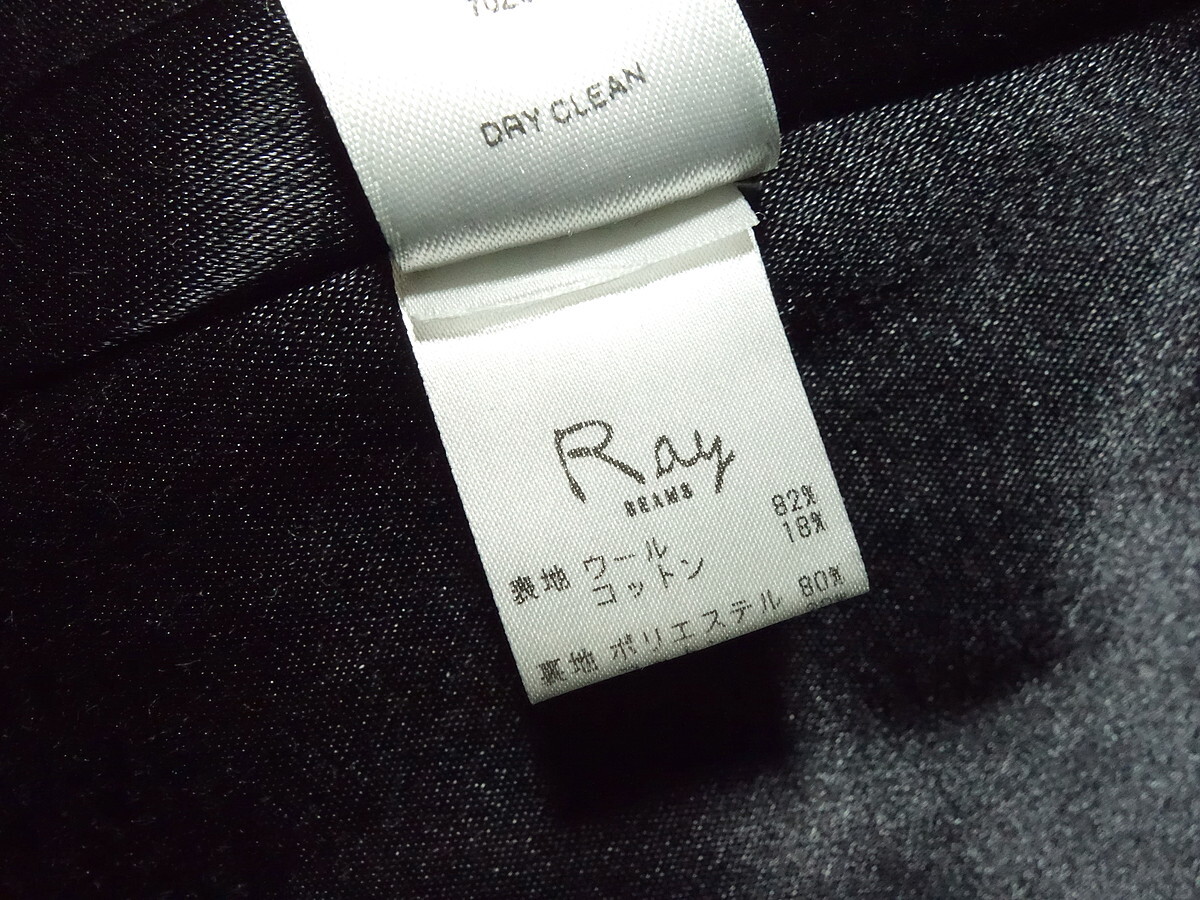 DRY CLEAN
Ray
BEAMS
表地 ウール 82%
コットン 18%
裏地 ポリエステル 80%